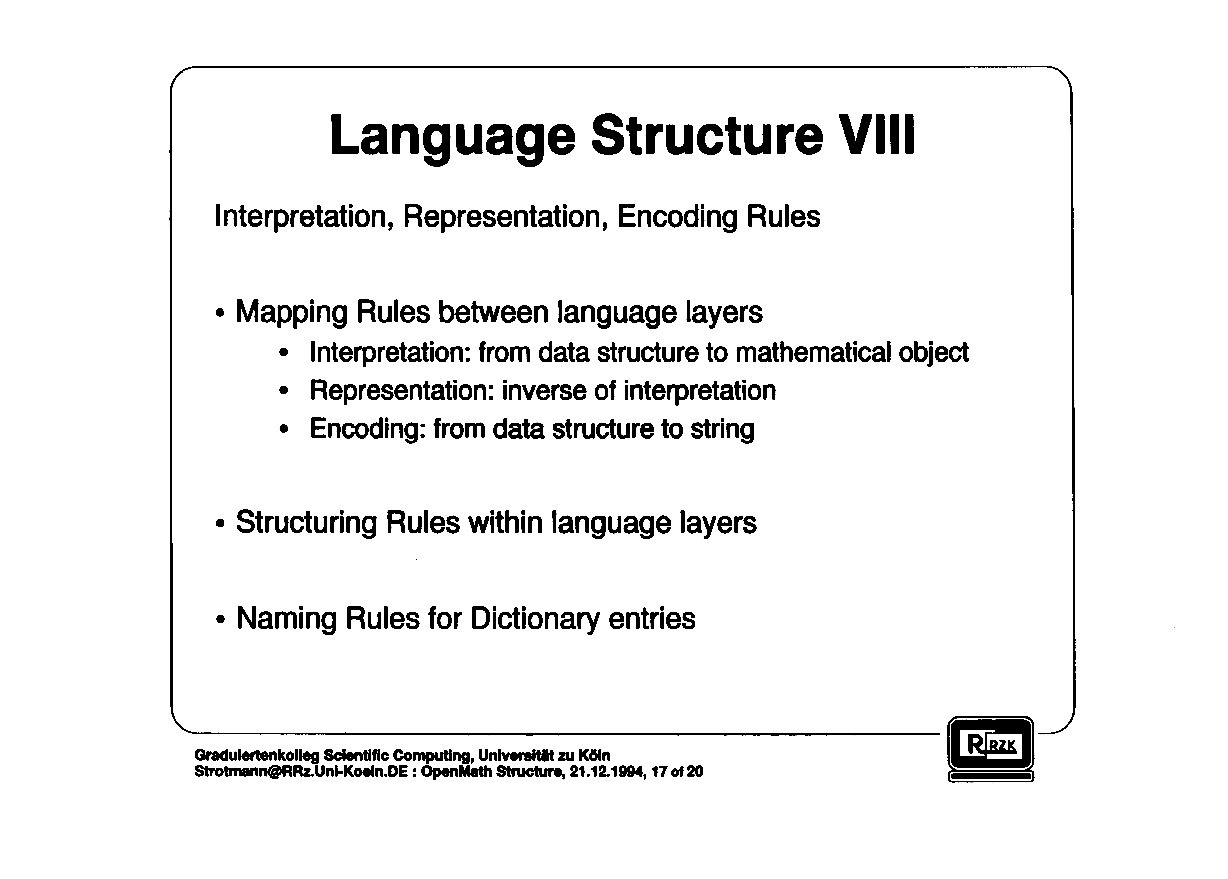 Language Structure VIII
Interpretation, Representation, Encoding Rules
• Mapping Rules between language layers
• Interpretation: from data structure to mathematical object
• Representation: inverse of interpretation
• Encoding: from data structure to string
• Structuring Rules within language layers
• Naming Rules for Dictionary entries
Graduiertenkolleg Scientific Computing, Universität zu Köln
Strotmann@RRz.Uni-Koeln.DE : OpenMath Structure, 21.12.1994, 17 of 20
RRZK